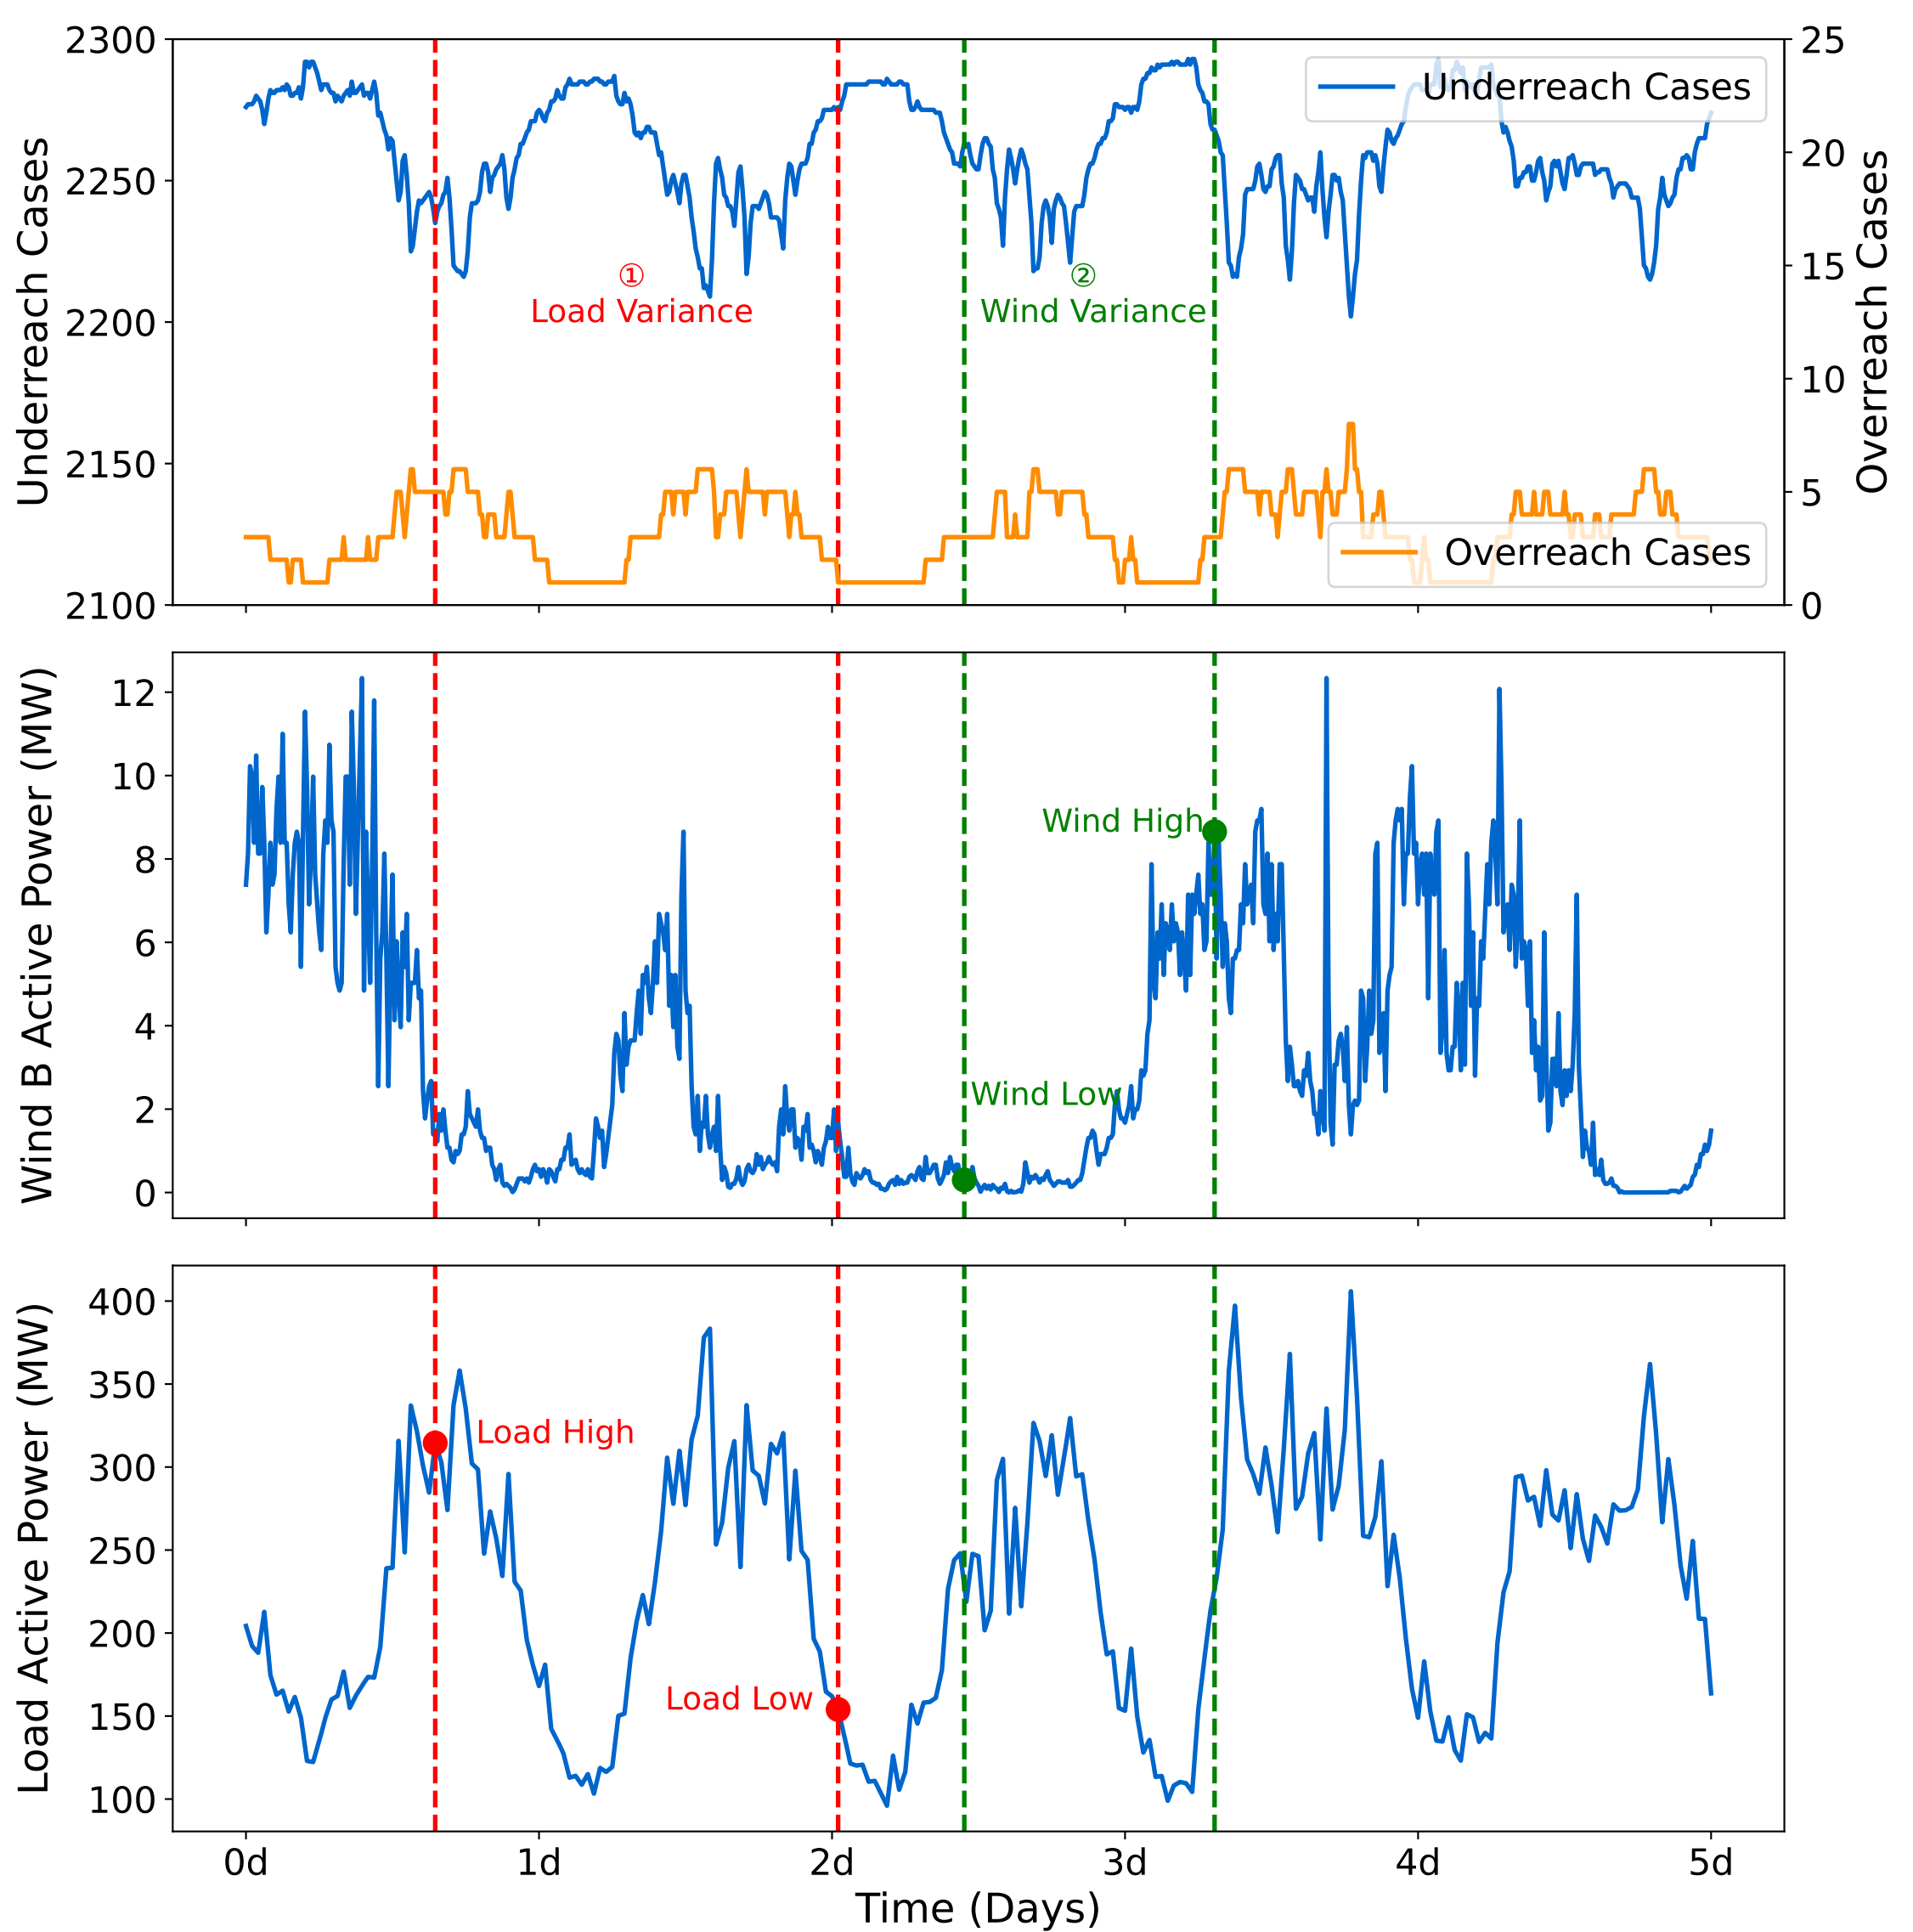 2300
2250
2200
2150
2100
Underreach Cases
25
20
15
10
5
0
Overreach Cases
Underreach Cases
Overreach Cases
①
Load Variance
②
Wind Variance
12
10
8
6
4
2
0
Wind B Active Power (MW)
Wind High
Wind Low
400
350
300
250
200
150
100
Load Active Power (MW)
Load High
Load Low
0d
1d
2d
3d
4d
5d
Time (Days)